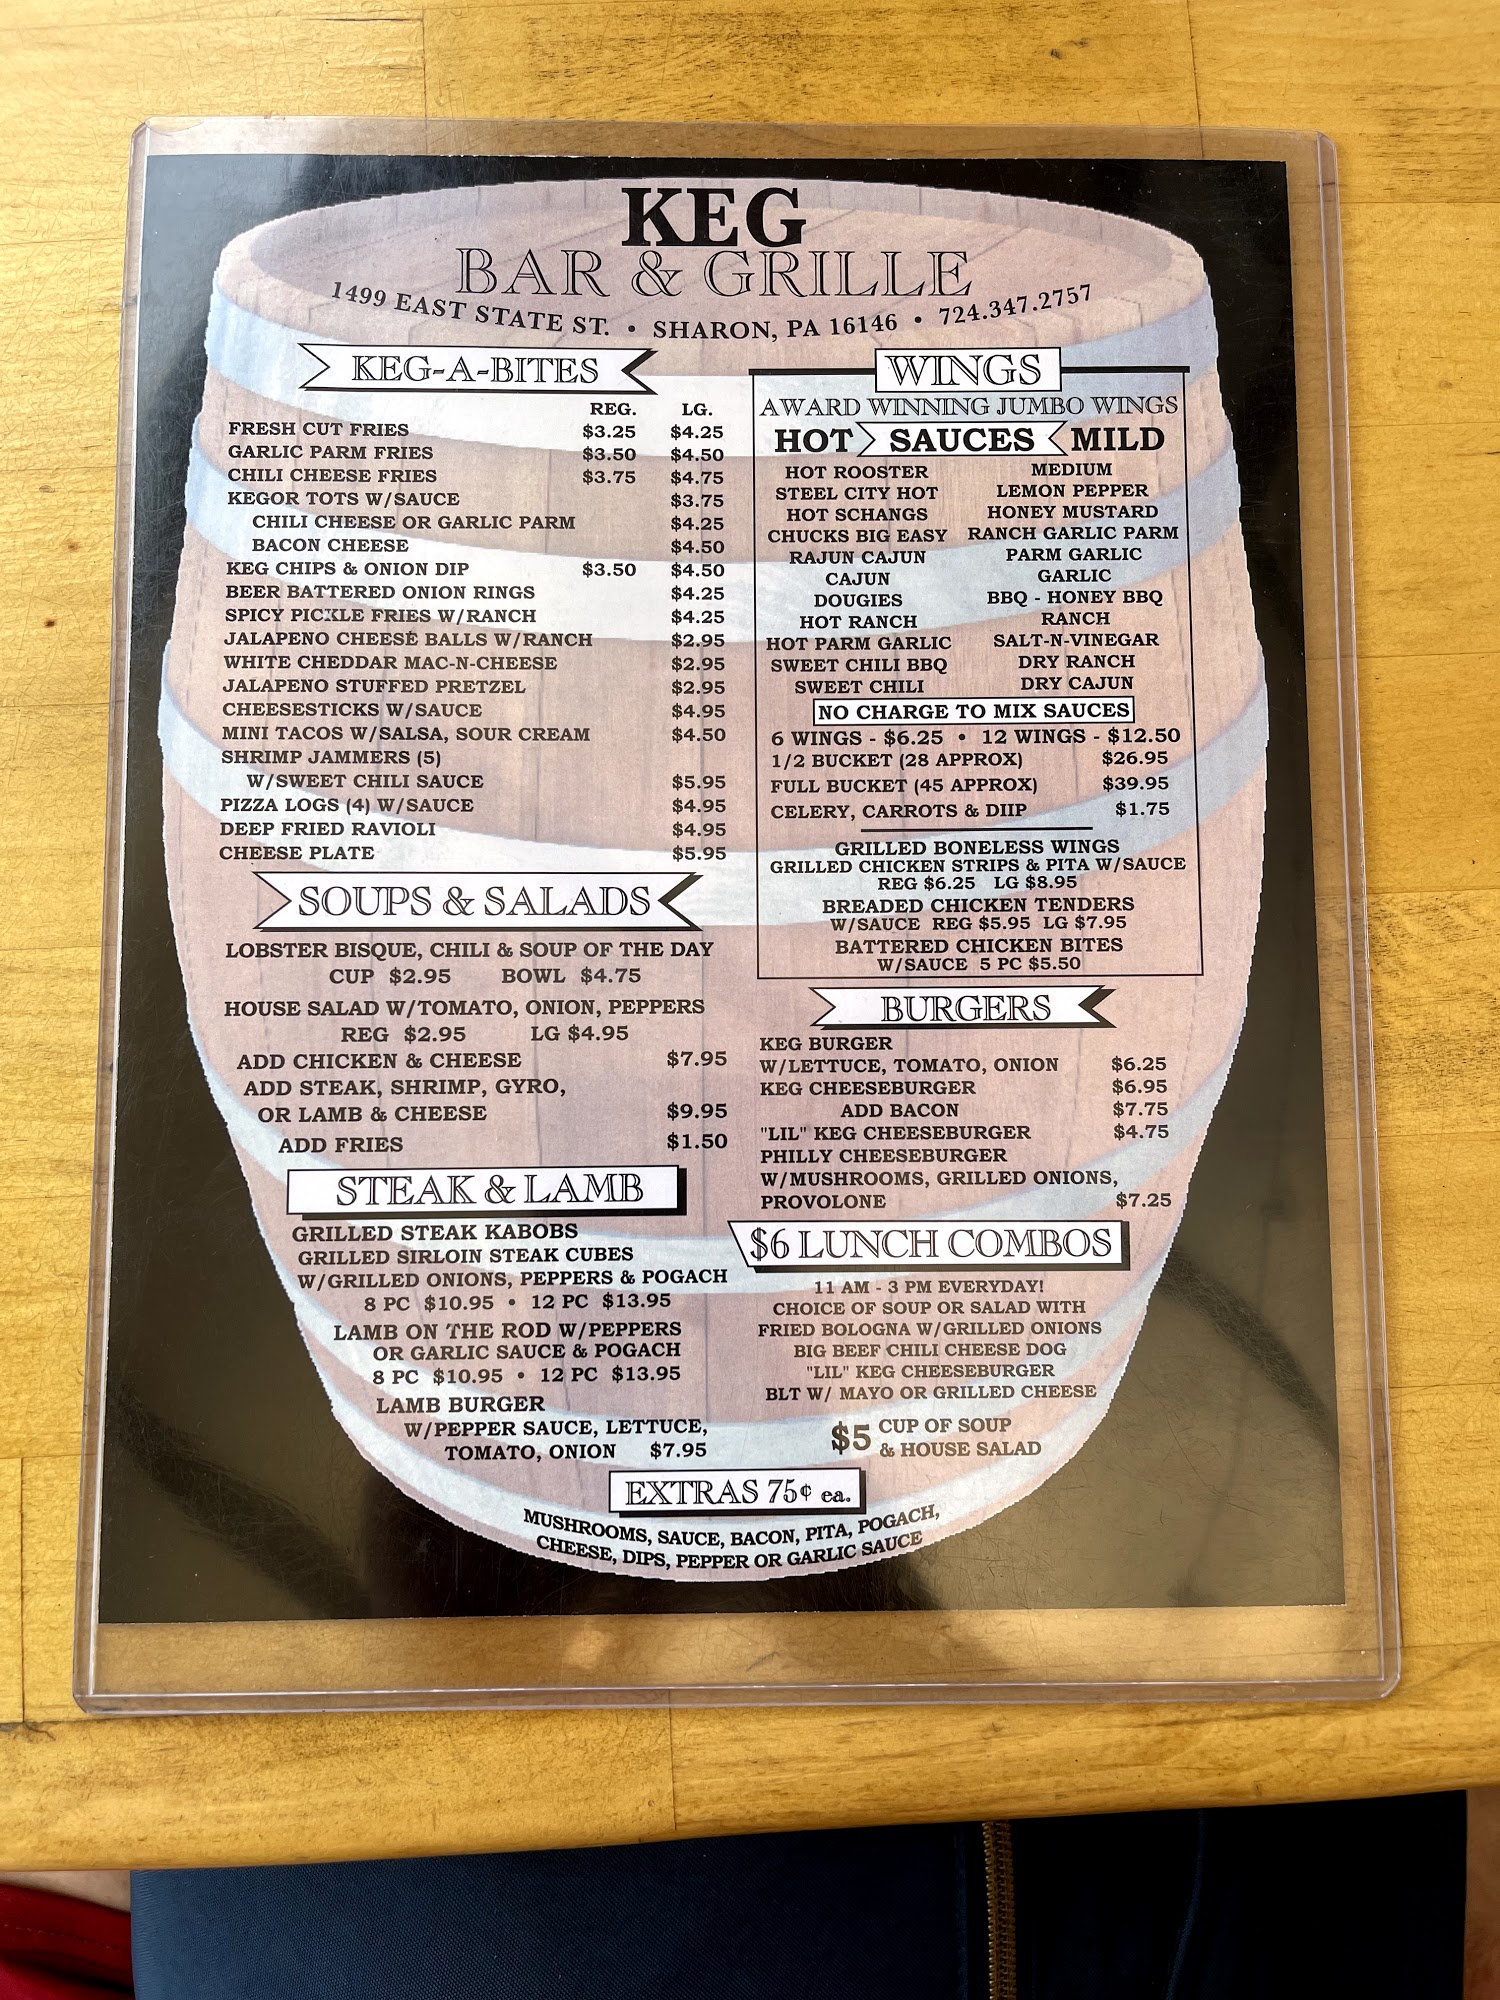 KEG
BAR & GRILLE
1499 EAST STATE ST. • SHARON, PA 16146 • 724.347.2757
KEG-A-BITES
REG. LG.
FRESH CUT FRIES $3.25 $4.25
GARLIC PARM FRIES $3.50 $4.50
CHILI CHEESE FRIES $3.75 $4.75
KEGOR TOTS W/SAUCE $3.75
CHILI CHEESE OR GARLIC PARM $4.25
BACON CHEESE $4.50
KEG CHIPS & ONION DIP $3.50 $4.50
BEER BATTERED ONION RINGS $4.25
SPICY PICKLE FRIES W/RANCH $4.25
JALAPENO CHEESE BALLS W/RANCH $2.95
WHITE CHEDDAR MAC-N-CHEESE $2.95
JALAPENO STUFFED PRETZEL $2.95
CHEESESTICKS W/SAUCE $4.95
MINI TACOS W/SALSA, SOUR CREAM $4.50
SHRIMP JAMMERS (5)
W/SWEET CHILI SAUCE $5.95
PIZZA LOGS (4) W/SAUCE $4.95
DEEP FRIED RAVIOLI $4.95
CHEESE PLATE $5.95
SOUPS & SALADS
LOBSTER BISQUE, CHILI & SOUP OF THE DAY
CUP $2.95 BOWL $4.75
HOUSE SALAD W/TOMATO, ONION, PEPPERS
REG $2.95 LG $4.95
ADD CHICKEN & CHEESE $7.95
ADD STEAK, SHRIMP, GYRO,
OR LAMB & CHEESE $9.95
ADD FRIES $1.50
STEAK & LAMB
GRILLED STEAK KABOBS
GRILLED SIRLOIN STEAK CUBES
W/GRILLED ONIONS, PEPPERS & POGACH
8 PC $10.95 • 12 PC $13.95
LAMB ON THE ROD W/PEPPERS
OR GARLIC SAUCE & POGACH
8 PC $10.95 • 12 PC $13.95
LAMB BURGER
W/PEPPER SAUCE, LETTUCE,
TOMATO, ONION $7.95
WINGS
AWARD WINNING JUMBO WINGS
HOT SAUCES MILD
HOT ROOSTER MEDIUM
STEEL CITY HOT LEMON PEPPER
HOT SCHANGS HONEY MUSTARD
CHUCKS BIG EASY RANCH GARLIC PARM
RAJUN CAJUN PARM GARLIC
CAJUN GARLIC
DOUGIES BBQ - HONEY BBQ
HOT RANCH RANCH
HOT PARM GARLIC SALT-N-VINEGAR
SWEET CHILI BBQ DRY RANCH
SWEET CHILI DRY CAJUN
NO CHARGE TO MIX SAUCES
6 WINGS - $6.25 • 12 WINGS - $12.50
1/2 BUCKET (28 APPROX) $26.95
FULL BUCKET (45 APPROX) $39.95
CELERY, CARROTS & DIIP $1.75
GRILLED BONELESS WINGS
GRILLED CHICKEN STRIPS & PITA W/SAUCE
REG $6.25 LG $8.95
BREADED CHICKEN TENDERS
W/SAUCE REG $5.95 LG $7.95
BATTERED CHICKEN BITES
W/SAUCE 5 PC $5.50
BURGERS
KEG BURGER
W/LETTUCE, TOMATO, ONION $6.25
KEG CHEESEBURGER $6.95
ADD BACON $7.75
"LIL" KEG CHEESEBURGER $4.75
PHILLY CHEESEBURGER
W/MUSHROOMS, GRILLED ONIONS,
PROVOLONE $7.25
$6 LUNCH COMBOS
11 AM - 3 PM EVERYDAY!
CHOICE OF SOUP OR SALAD WITH
FRIED BOLOGNA W/GRILLED ONIONS
BIG BEEF CHILI CHEESE DOG
"LIL" KEG CHEESEBURGER
BLT W/ MAYO OR GRILLED CHEESE
$5 CUP OF SOUP
& HOUSE SALAD
EXTRAS 75¢ ea.
MUSHROOMS, SAUCE, BACON, PITA, POGACH,
CHEESE, DIPS, PEPPER OR GARLIC SAUCE